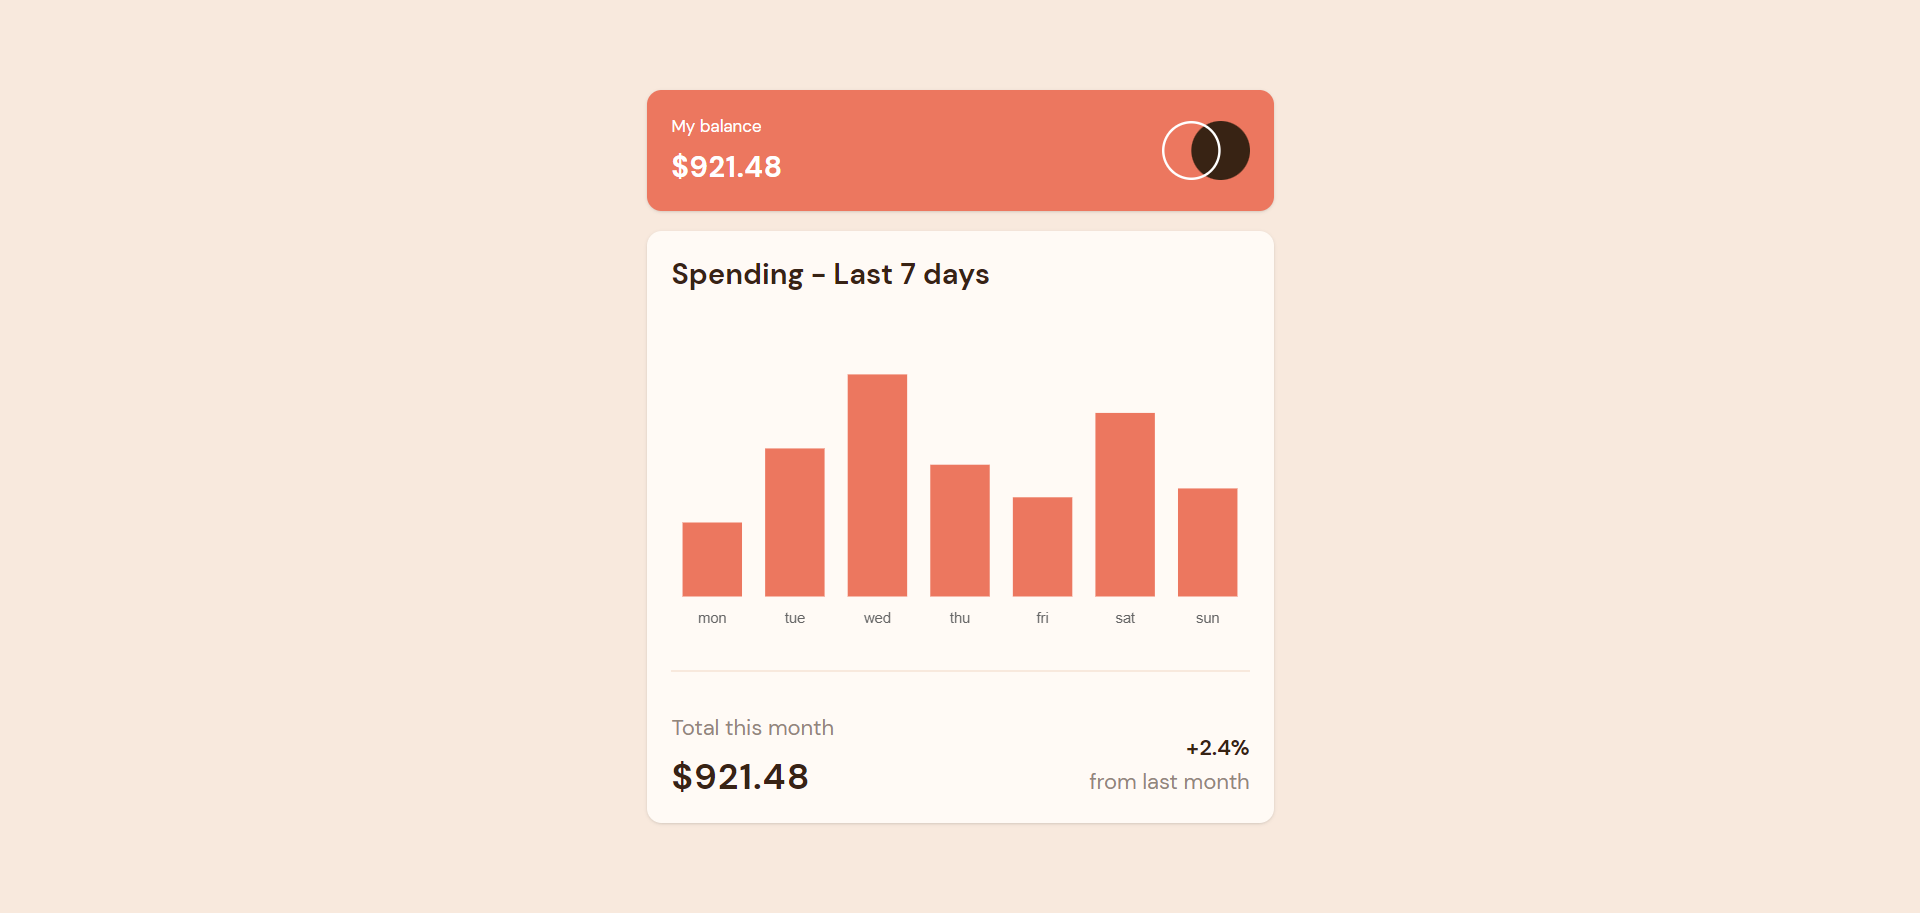 My balance
$921.48
Spending - Last 7 days
mon tue wed thu fri sat sun
Total this month
$921.48
+2.4%
from last month